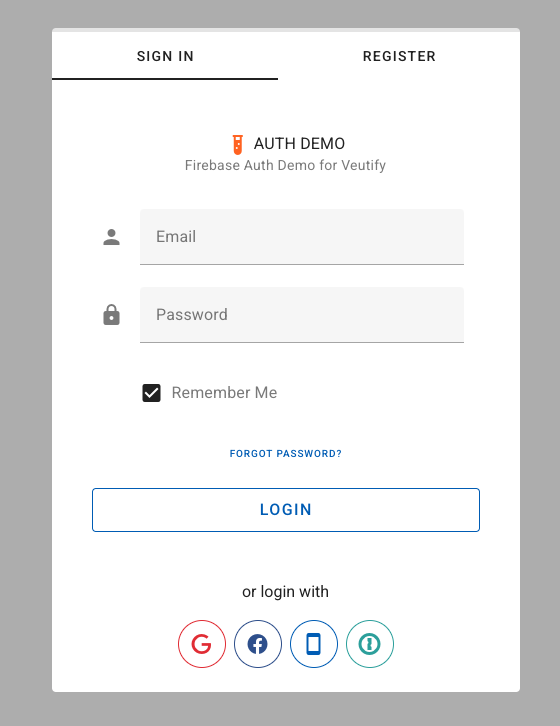 SIGN IN
REGISTER
AUTH DEMO
Firebase Auth Demo for Veutify
Email
Password
Remember Me
FORGOT PASSWORD?
LOGIN
or login with